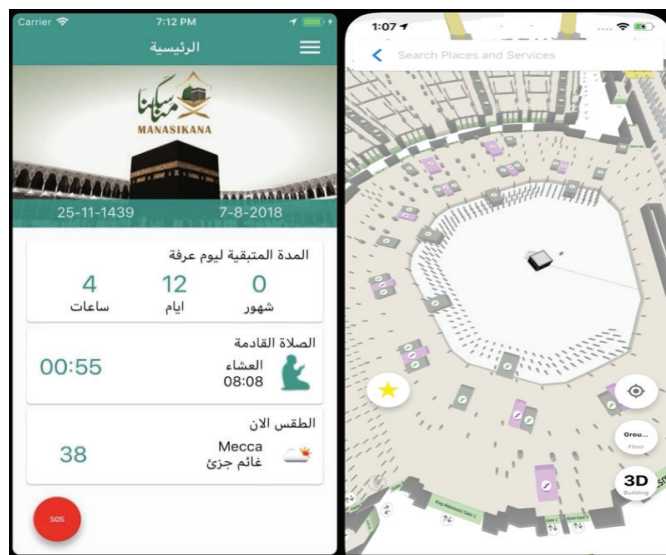 Carrier
7:12 PM
الرئيسية
مناسكنا
MANASIKANA
25-11-1439
7-8-2018
المدة المتبقية ليوم عرفة
0
12
4
شهور
ايام
ساعات
الصلاة القادمة
العشاء
08:08
00:55
الطقس الان
Mecca
غائم جزئ
38
SOS
1:07
Search Places and Services
Grou...
Floor
3D
Building